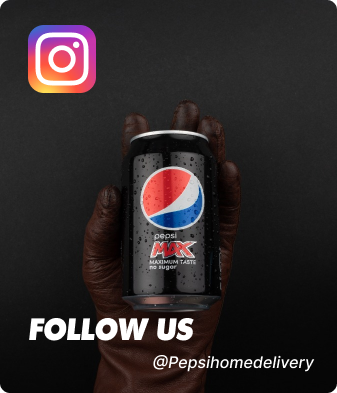 pepsi
MAX
MAXIMUM TASTE
no sugar
FOLLOW US
@Pepsihomedelivery